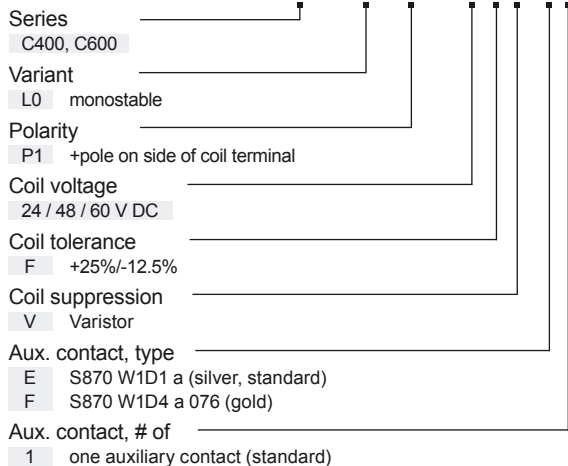 Series
C400, C600
Variant
L0 monostable
Polarity
P1 +pole on side of coil terminal
Coil voltage
24 / 48 / 60 V DC
Coil tolerance
F +25%/-12.5%
Coil suppression
V Varistor
Aux. contact, type
E S870 W1D1 a (silver, standard)
F S870 W1D4 a 076 (gold)
Aux. contact, # of
1 one auxiliary contact (standard)